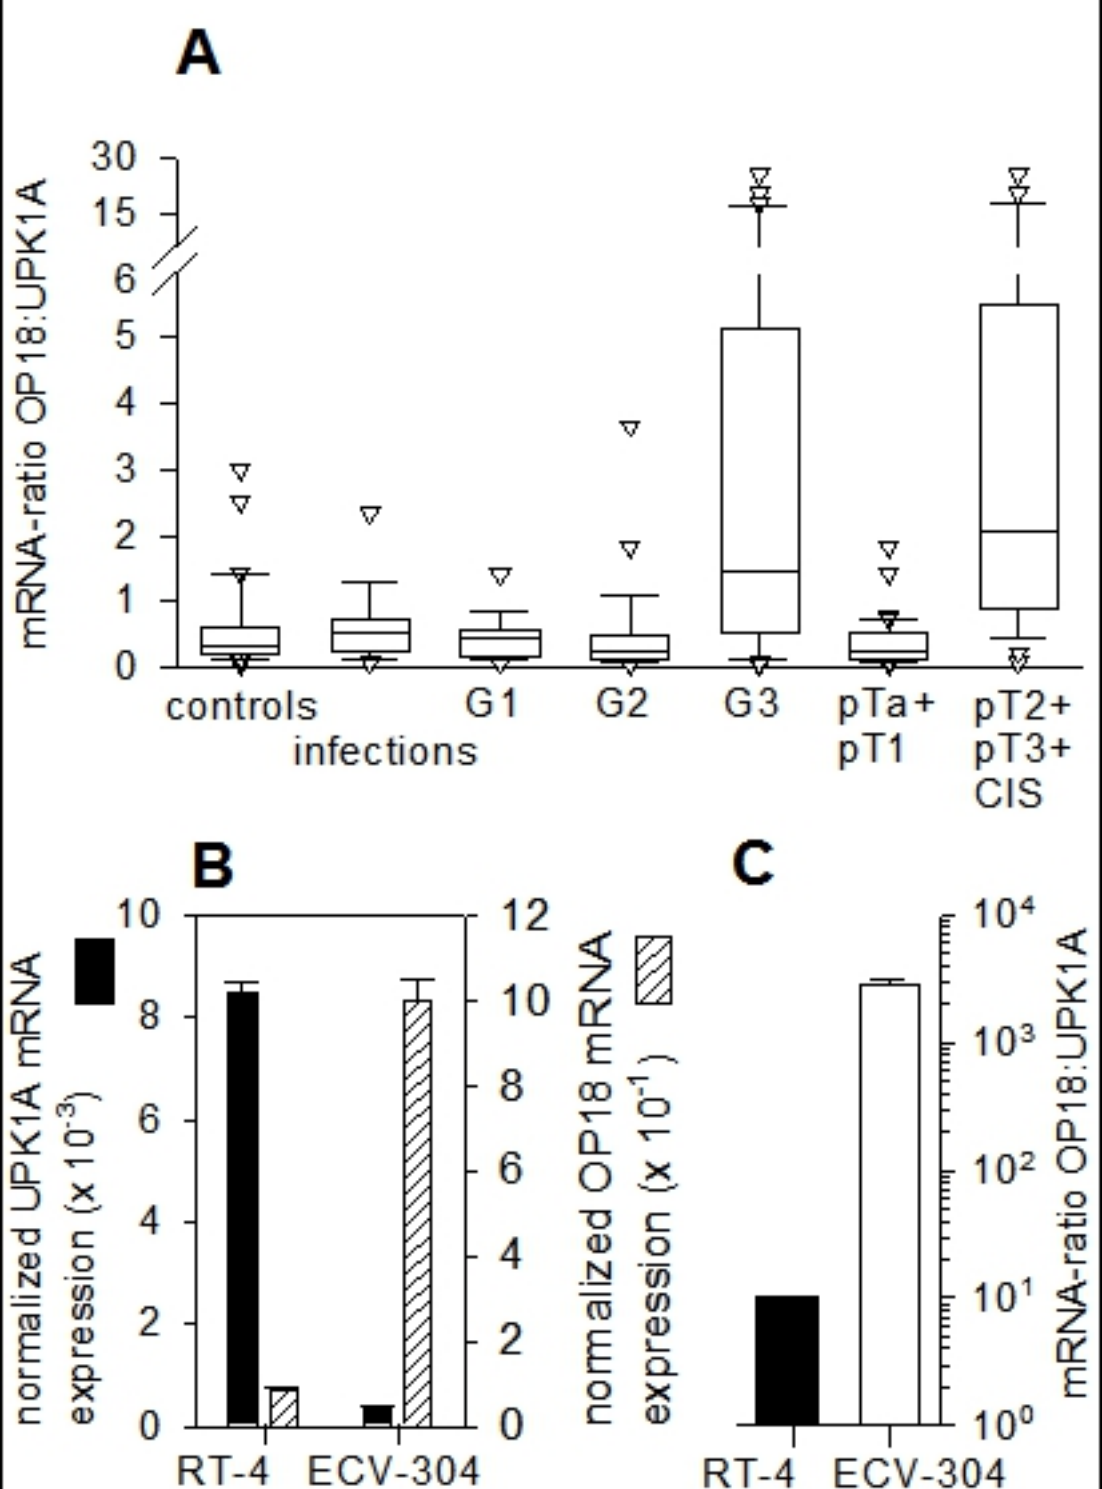 A
mRNA-ratio OP18:UPK1A
30
15
6
5
4
3
2
1
0
controls
infections
G1
G2
G3
pTa+
pT1
pT2+
pT3+
CIS
B
normalized UPK1A mRNA
expression (x 10⁻³)
10
8
6
4
2
0
12
10
8
6
4
2
0
normalized OP18 mRNA
expression (x 10⁻¹)
RT-4
ECV-304
C
10⁴
10³
10²
10¹
10⁰
mRNA-ratio OP18:UPK1A
RT-4
ECV-304